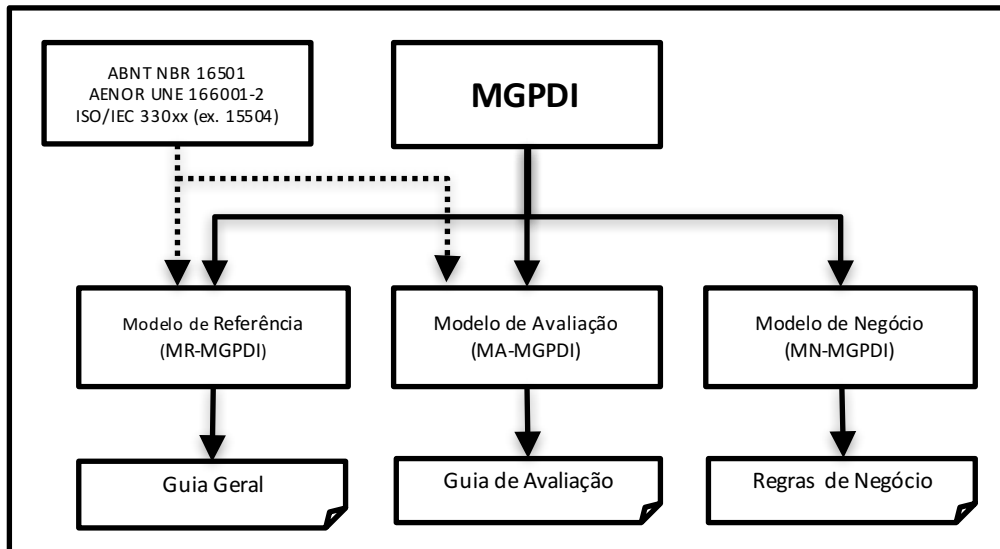 ABNT NBR 16501
AENOR UNE 166001-2
ISO/IEC 330xx (ex. 15504)
MGPDI
Modelo de Referência
(MR-MGPDI)
Modelo de Avaliação
(MA-MGPDI)
Modelo de Negócio
(MN-MGPDI)
Guia Geral
Guia de Avaliação
Regras de Negócio